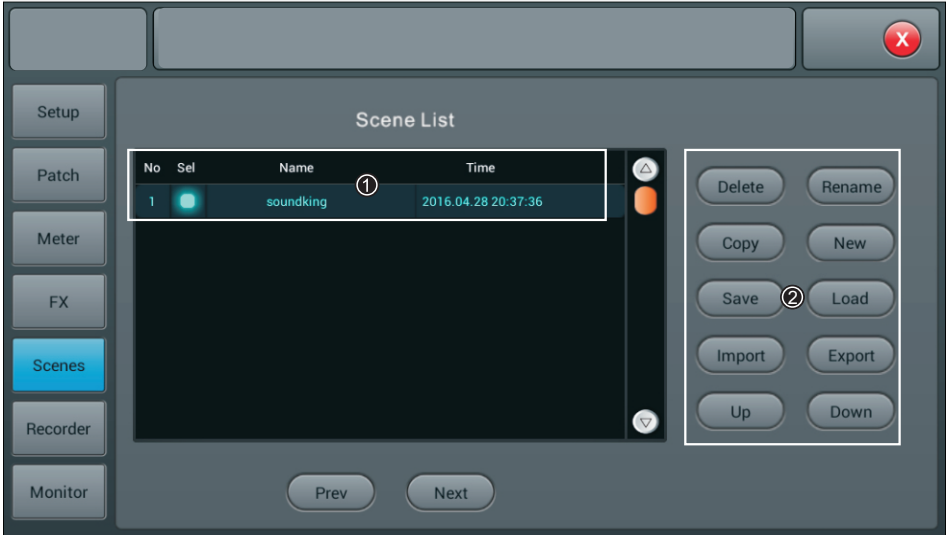 X
Setup
Patch
Meter
FX
Scenes
Recorder
Monitor
Scene List
No Sel Name Time
①
1 soundking 2016.04.28 20:37:36
Delete Rename
Copy New
Save ② Load
Import Export
Up Down
Prev Next